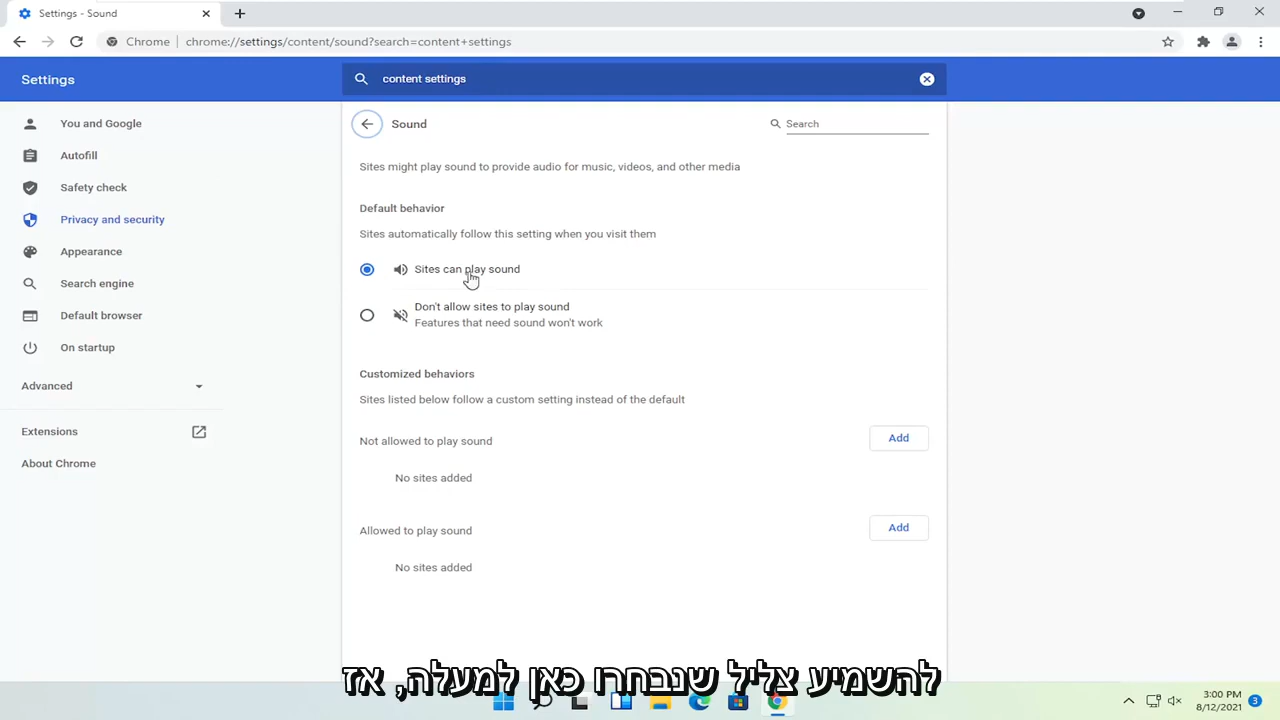 Settings - Sound
Chrome
chrome://settings/content/sound?search=content+settings
Settings
content settings
You and Google
Autofill
Safety check
Privacy and security
Appearance
Search engine
Default browser
On startup
Advanced
Extensions
About Chrome
Sound
Search
Sites might play sound to provide audio for music, videos, and other media
Default behavior
Sites automatically follow this setting when you visit them
Sites can play sound
Don't allow sites to play sound
Features that need sound won't work
Customized behaviors
Sites listed below follow a custom setting instead of the default
Not allowed to play sound
Add
No sites added
Allowed to play sound
Add
No sites added
להשמיע צליל שנבחרו כאן למעלה, אז
3:00 PM
8/12/2021
3